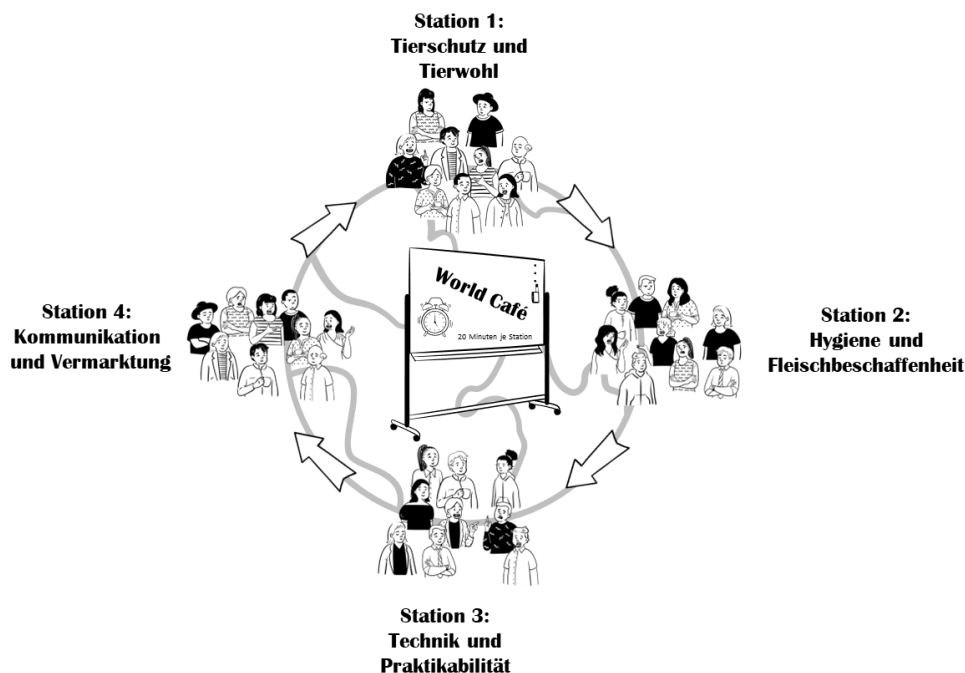 Station 1:
Tierschutz und
Tierwohl
World Café
20 Minuten je Station
Station 4:
Kommunikation
und Vermarktung
Station 2:
Hygiene und
Fleischbeschaffenheit
Station 3:
Technik und
Praktikabilität